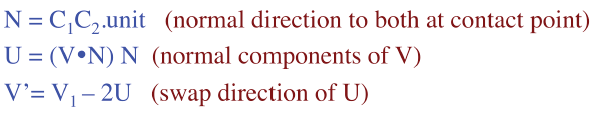 N = C₁C₂.unit (normal direction to both at contact point)
U = (V•N) N (normal components of V)
V’= V₁ – 2U (swap direction of U)